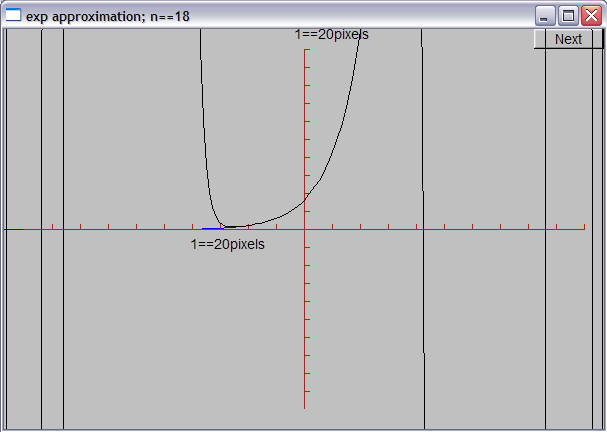 exp approximation; n==18
1==20pixels
Next
1==20pixels